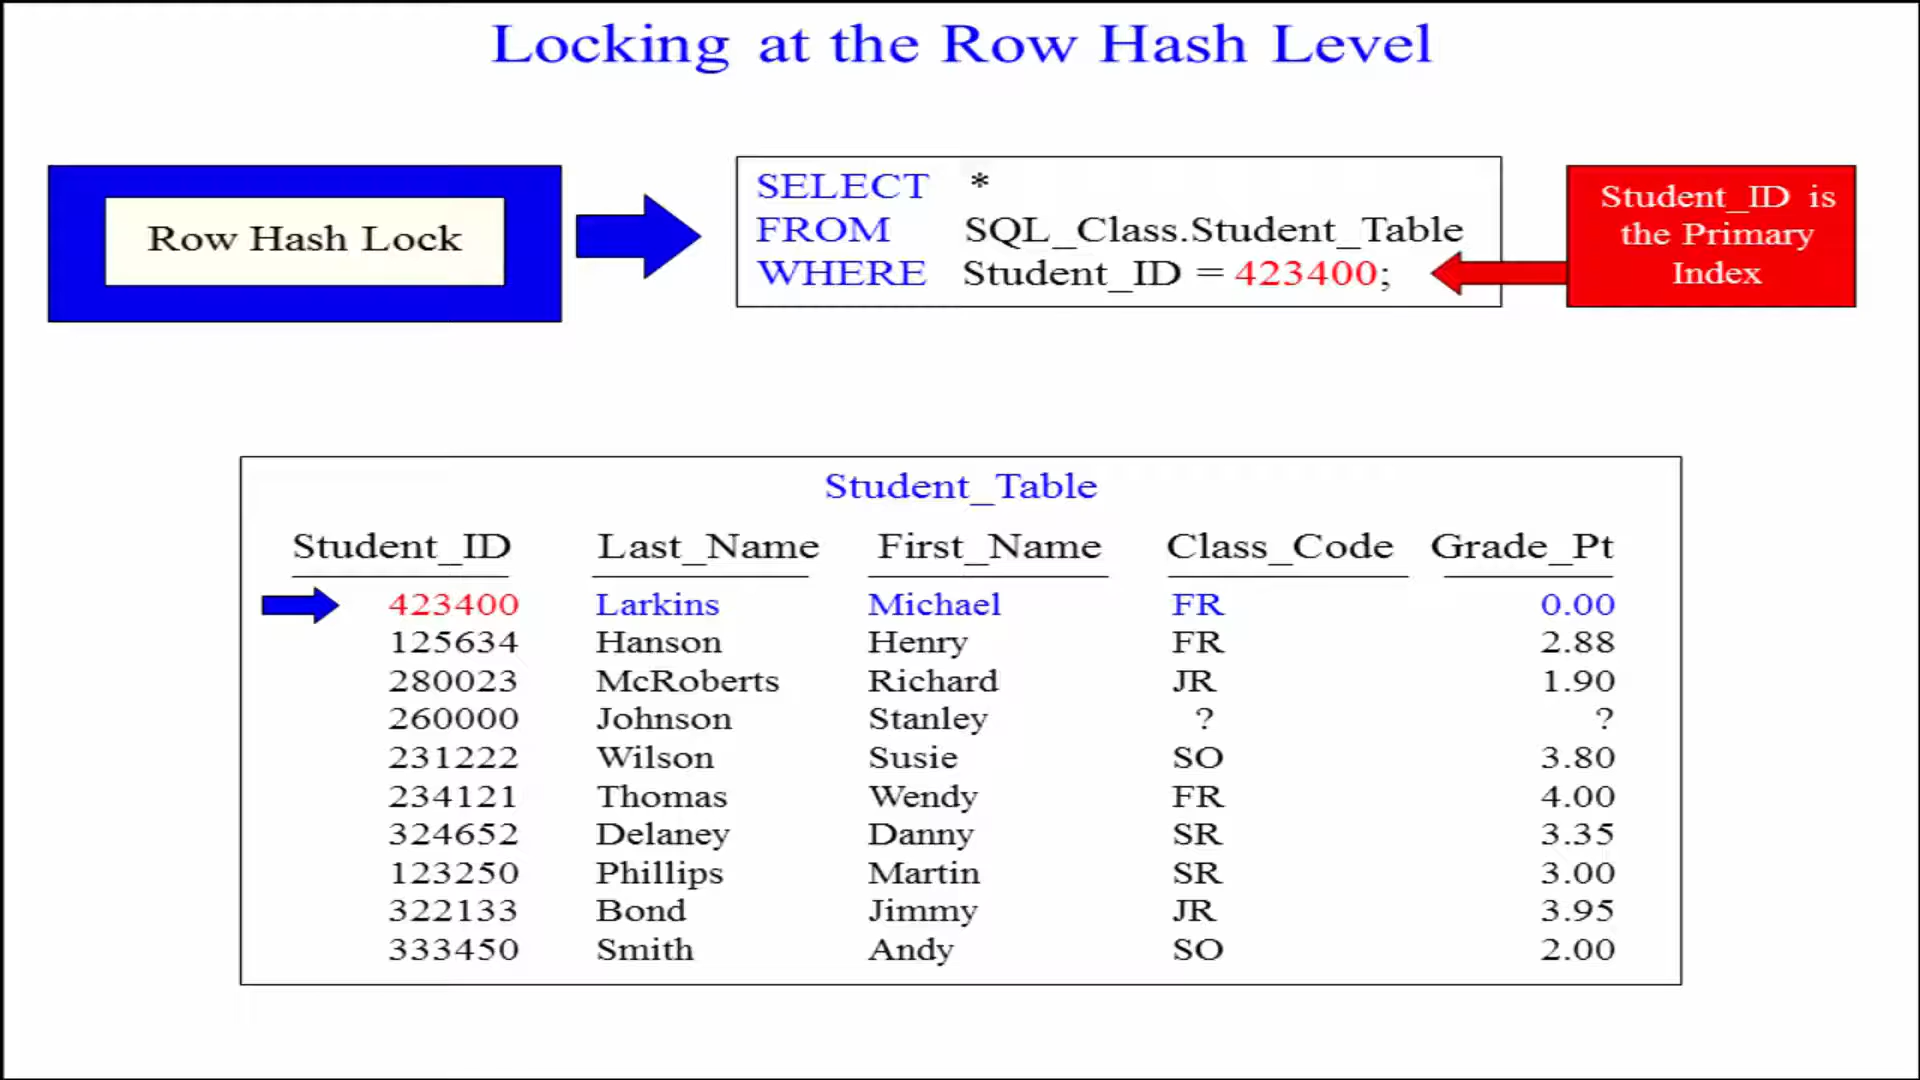 Locking at the Row Hash Level
Row Hash Lock
SELECT *
FROM SQL_Class.Student_Table
WHERE Student_ID = 423400;
Student_ID is
the Primary
Index
Student_Table
Student_ID Last_Name First_Name Class_Code Grade_Pt
423400 Larkins Michael FR 0.00
125634 Hanson Henry FR 2.88
280023 McRoberts Richard JR 1.90
260000 Johnson Stanley ? ?
231222 Wilson Susie SO 3.80
234121 Thomas Wendy FR 4.00
324652 Delaney Danny SR 3.35
123250 Phillips Martin SR 3.00
322133 Bond Jimmy JR 3.95
333450 Smith Andy SO 2.00